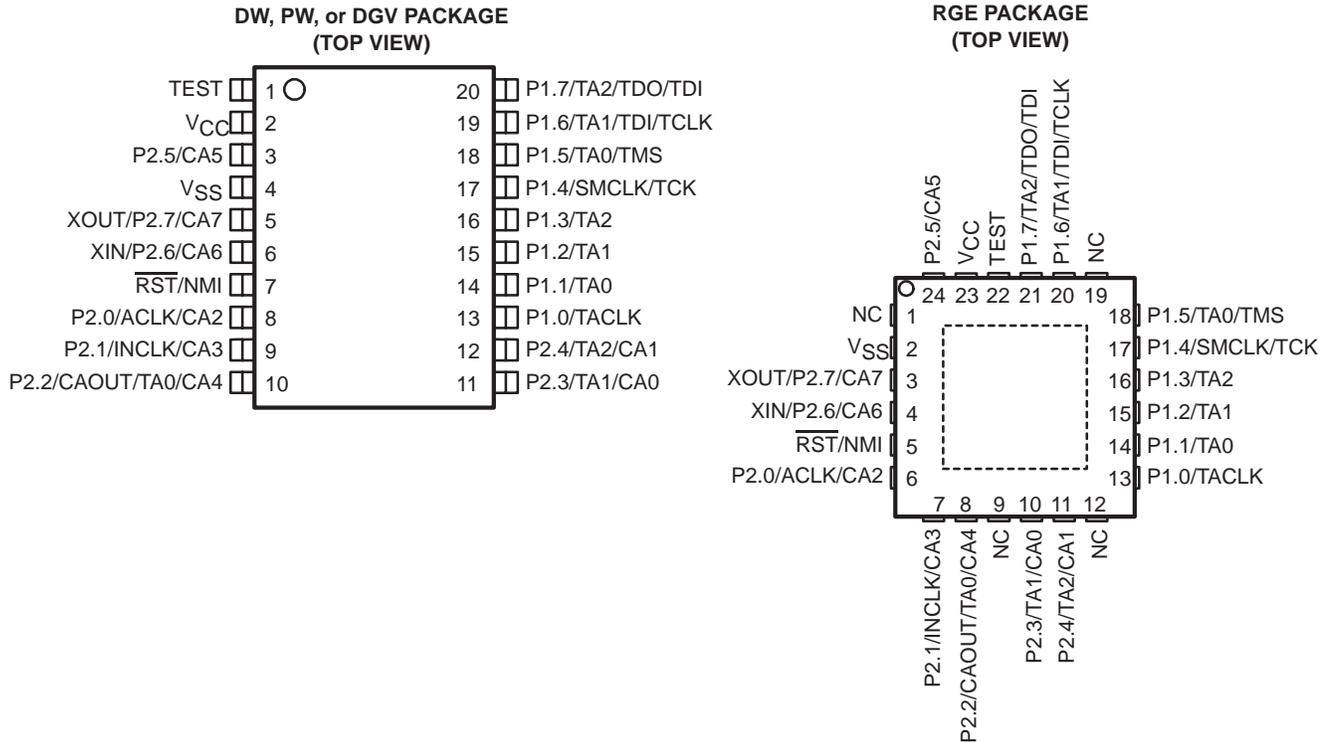 DW, PW, or DGV PACKAGE
(TOP VIEW)
TEST 1 20 P1.7/TA2/TDO/TDI
VCC 2 19 P1.6/TA1/TDI/TCLK
P2.5/CA5 3 18 P1.5/TA0/TMS
VSS 4 17 P1.4/SMCLK/TCK
XOUT/P2.7/CA7 5 16 P1.3/TA2
XIN/P2.6/CA6 6 15 P1.2/TA1
RST/NMI 7 14 P1.1/TA0
P2.0/ACLK/CA2 8 13 P1.0/TACLK
P2.1/INCLK/CA3 9 12 P2.4/TA2/CA1
P2.2/CAOUT/TA0/CA4 10 11 P2.3/TA1/CA0
RGE PACKAGE
(TOP VIEW)
P2.5/CA5
VCC
TEST
P1.7/TA2/TDO/TDI
P1.6/TA1/TDI/TCLK
NC
24 23 22 21 20 19
NC 1 18 P1.5/TA0/TMS
VSS 2 17 P1.4/SMCLK/TCK
XOUT/P2.7/CA7 3 16 P1.3/TA2
XIN/P2.6/CA6 4 15 P1.2/TA1
RST/NMI 5 14 P1.1/TA0
P2.0/ACLK/CA2 6 13 P1.0/TACLK
7 8 9 10 11 12
P2.1/INCLK/CA3
P2.2/CAOUT/TA0/CA4
NC
P2.3/TA1/CA0
P2.4/TA2/CA1
NC